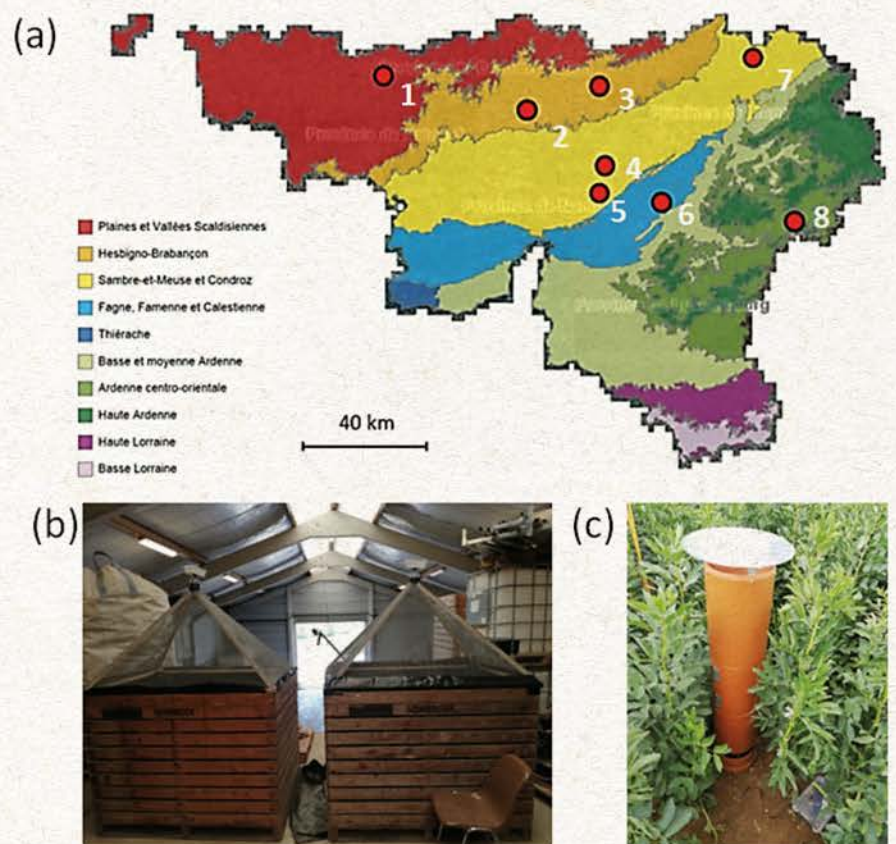 (a)
1
2
3
4
5
6
7
8
Plaines et Vallées Scaldisiennes
Hesbigno-Brabançon
Sambre-et-Meuse et Condroz
Fagne, Famenne et Calestienne
Thiérache
Basse et moyenne Ardenne
Ardenne centro-orientale
Haute Ardenne
Haute Lorraine
Basse Lorraine
40 km
(b)
(c)